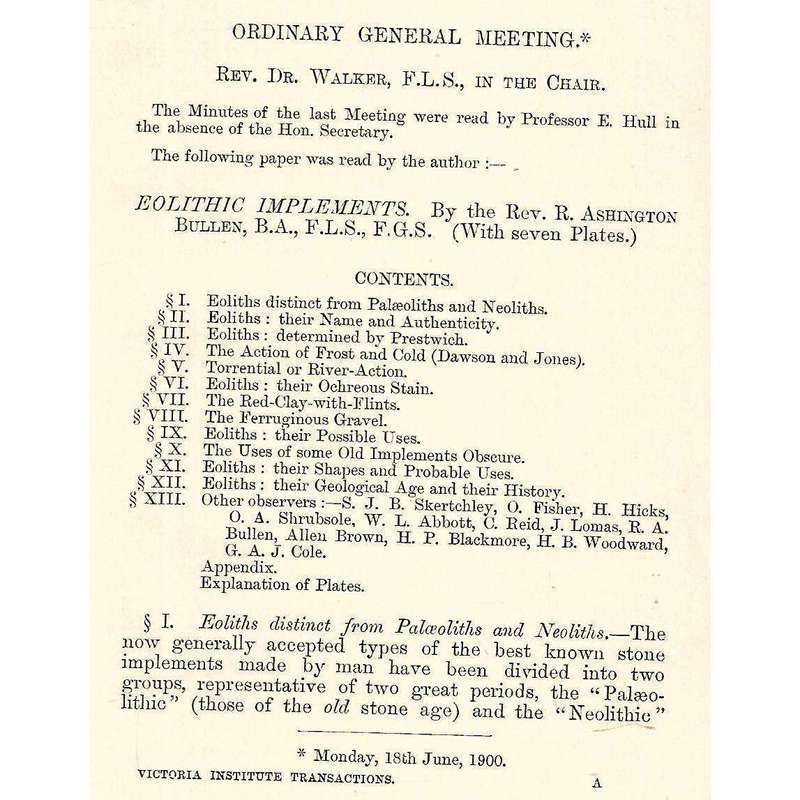 ORDINARY GENERAL MEETING.*
REV. DR. WALKER, F.L.S., IN THE CHAIR.
The Minutes of the last Meeting were read by Professor E. Hull in
the absence of the Hon. Secretary.
The following paper was read by the author :—
EOLITHIC IMPLEMENTS. By the Rev. R. ASHINGTON
BULLEN, B.A., F.L.S., F.G.S. (With seven Plates.)
CONTENTS.
§ I. Eoliths distinct from Palæoliths and Neoliths.
§ II. Eoliths : their Name and Authenticity.
§ III. Eoliths : determined by Prestwich.
§ IV. The Action of Frost and Cold (Dawson and Jones).
§ V. Torrential or River-Action.
§ VI. Eoliths : their Ochreous Stain.
§ VII. The Red-Clay-with-Flints.
§ VIII. The Ferruginous Gravel.
§ IX. Eoliths : their Possible Uses.
§ X. The Uses of some Old Implements Obscure.
§ XI. Eoliths : their Shapes and Probable Uses.
§ XII. Eoliths : their Geological Age and their History.
§ XIII. Other observers :—S. J. B. Skertchley, O. Fisher, H. Hicks,
O. A. Shrubsole, W. L. Abbott, C. Reid, J. Lomas, R. A.
Bullen, Allen Brown, H. P. Blackmore, H. B. Woodward,
G. A. J. Cole.
Appendix.
Explanation of Plates.
§ I. Eoliths distinct from Palæoliths and Neoliths.—The
now generally accepted types of the best known stone
implements made by man have been divided into two
groups, representative of two great periods, the "Palæo-
lithic" (those of the old stone age) and the "Neolithic"
* Monday, 18th June, 1900.
VICTORIA INSTITUTE TRANSACTIONS. A